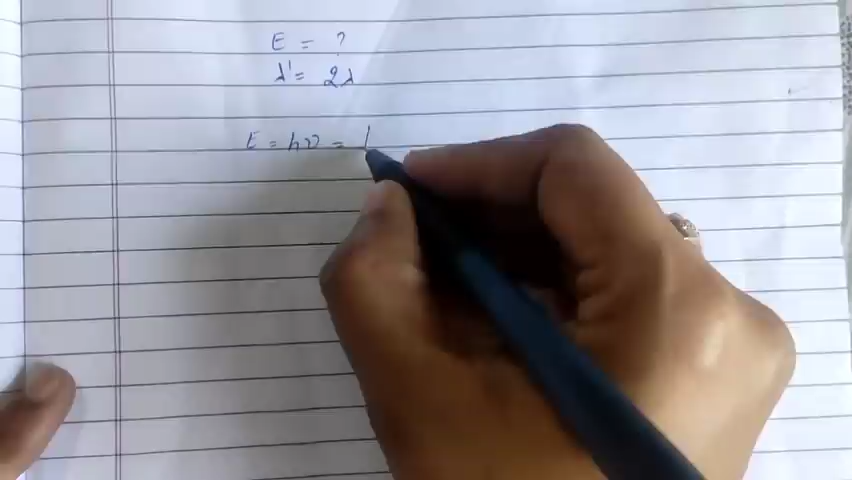 E = ?
λ' = 2λ
E = hν =